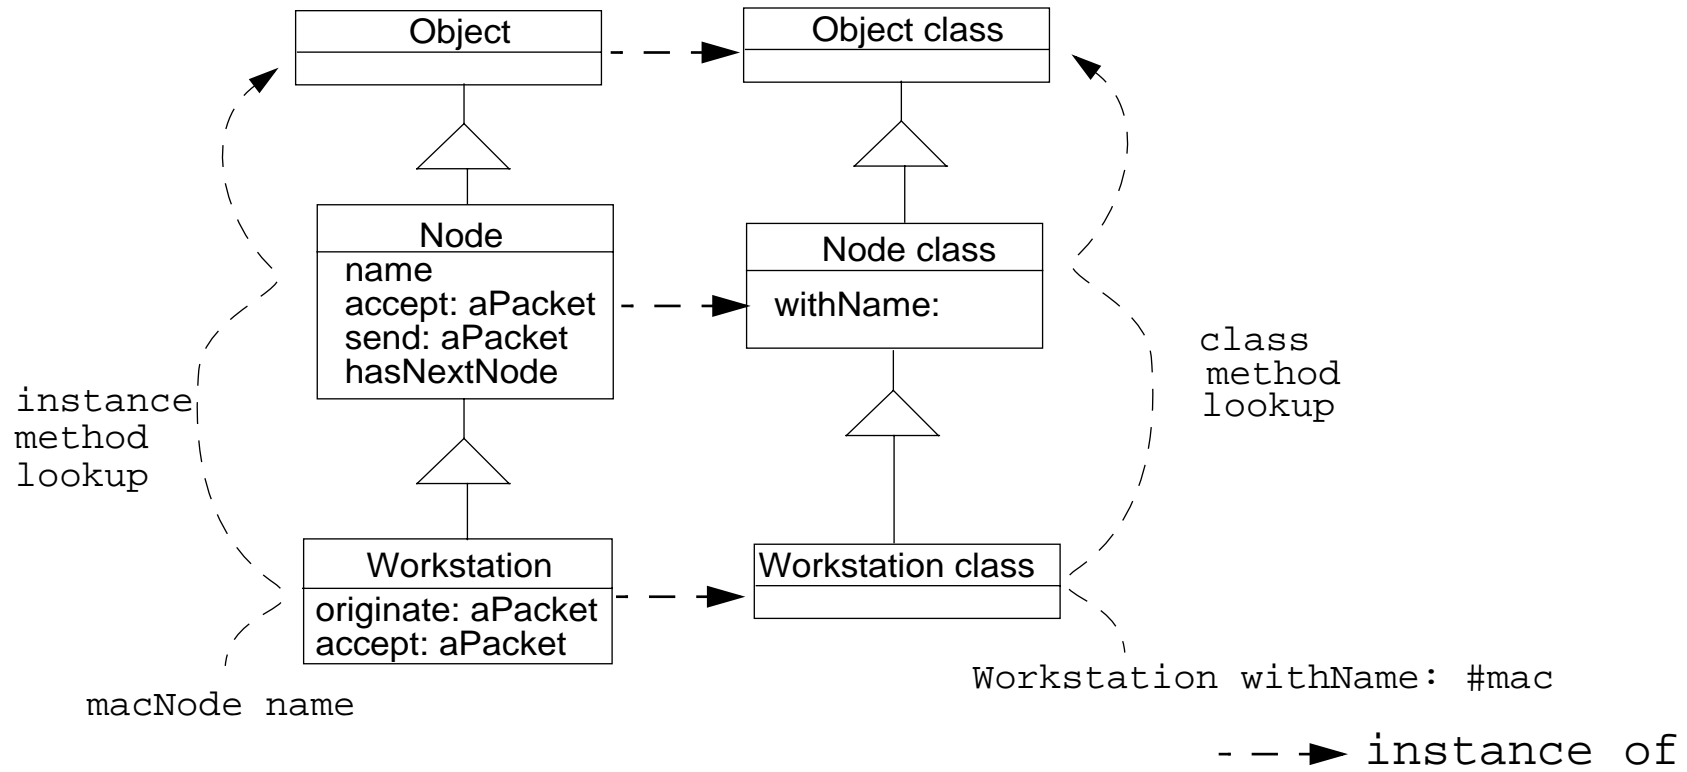 Object
Object class
Node
name
accept: aPacket
send: aPacket
hasNextNode
Node class
withName:
class
method
lookup
instance
method
lookup
Workstation
originate: aPacket
accept: aPacket
Workstation class
macNode name
Workstation withName: #mac
instance of